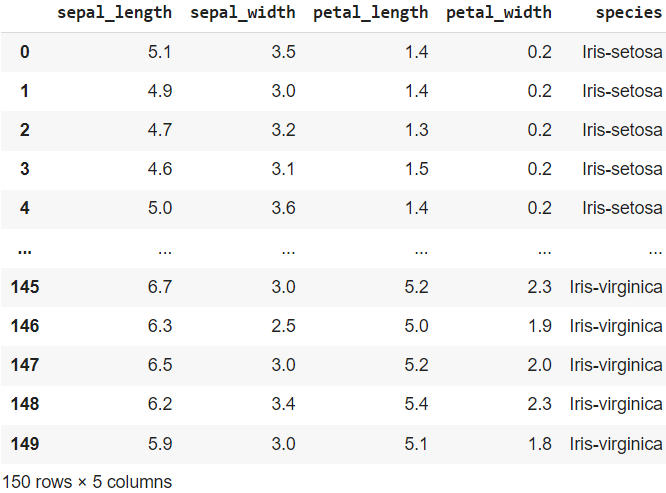 sepal_length sepal_width petal_length petal_width species
0 5.1 3.5 1.4 0.2 Iris-setosa
1 4.9 3.0 1.4 0.2 Iris-setosa
2 4.7 3.2 1.3 0.2 Iris-setosa
3 4.6 3.1 1.5 0.2 Iris-setosa
4 5.0 3.6 1.4 0.2 Iris-setosa
... ... ... ... ... ...
145 6.7 3.0 5.2 2.3 Iris-virginica
146 6.3 2.5 5.0 1.9 Iris-virginica
147 6.5 3.0 5.2 2.0 Iris-virginica
148 6.2 3.4 5.4 2.3 Iris-virginica
149 5.9 3.0 5.1 1.8 Iris-virginica
150 rows × 5 columns